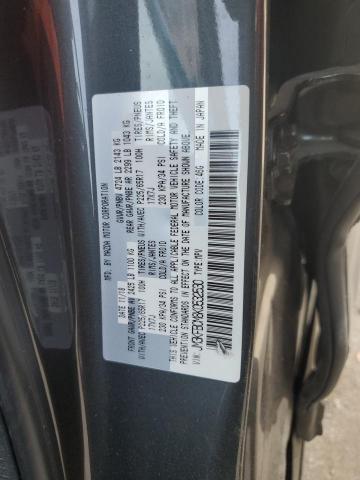 MFD. BY MAZDA MOTOR CORPORATION
DATE: 11/18 GVWR/PNBV 4724 LB 2143 KG
FRONT GAWR/PNBE AV 2425 LB 1100 KG REAR GAWR/PNBE AR 2299 LB 1043 KG
WITH/AVEC P225/65R17 100H TIRES/PNEUS WITH/AVEC P225/65R17 100H TIRES/PNEUS
17X7J RIMS/JANTES 17X7J RIMS/JANTES
230 KPA/34 PSI COLD/A FROID 230 KPA/34 PSI COLD/A FROID
THIS VEHICLE CONFORMS TO ALL APPLICABLE FEDERAL MOTOR VEHICLE SAFETY AND THEFT
PREVENTION STANDARDS IN EFFECT ON THE DATE OF MANUFACTURE SHOWN ABOVE.
MADE IN JAPAN
TYPE: MPV COLOR CODE: 46G